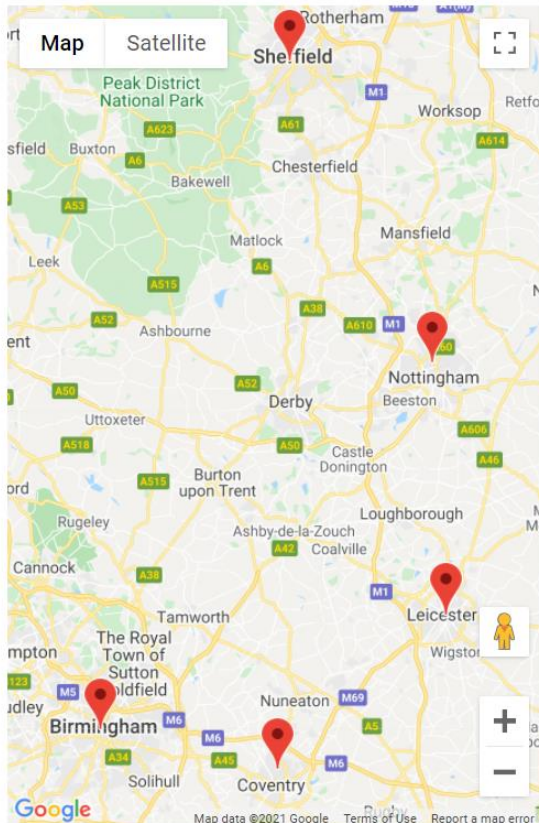 Rotherham
A1(M)
Map
Satellite
Sheffield
M1
Peak District
National Park
Worksop
Retfo
A623
A61
A614
sfield
Buxton
A6
Chesterfield
Bakewell
A53
Mansfield
Matlock
Leek
A6
A515
A38
A52
A610
M1
Ashbourne
ent
60
Nottingham
A50
A52
Derby
Beeston
Uttoxeter
A606
A518
A50
Castle
Donington
A46
A515
Burton
upon Trent
ord
Rugeley
Loughborough
Ashby-de-la-Zouch
A42
Coalville
Cannock
A38
M1
Leicester
Tamworth
The Royal
Town of
Sutton
oldfield
mpton
Wigston
123
M5
udley
Nuneaton
M69
Birmingham
M6
A5
M6
A34
A45
M6
Solihull
Coventry
Google
Rugby
Map data ©2021 Google
Terms of Use
Report a map error